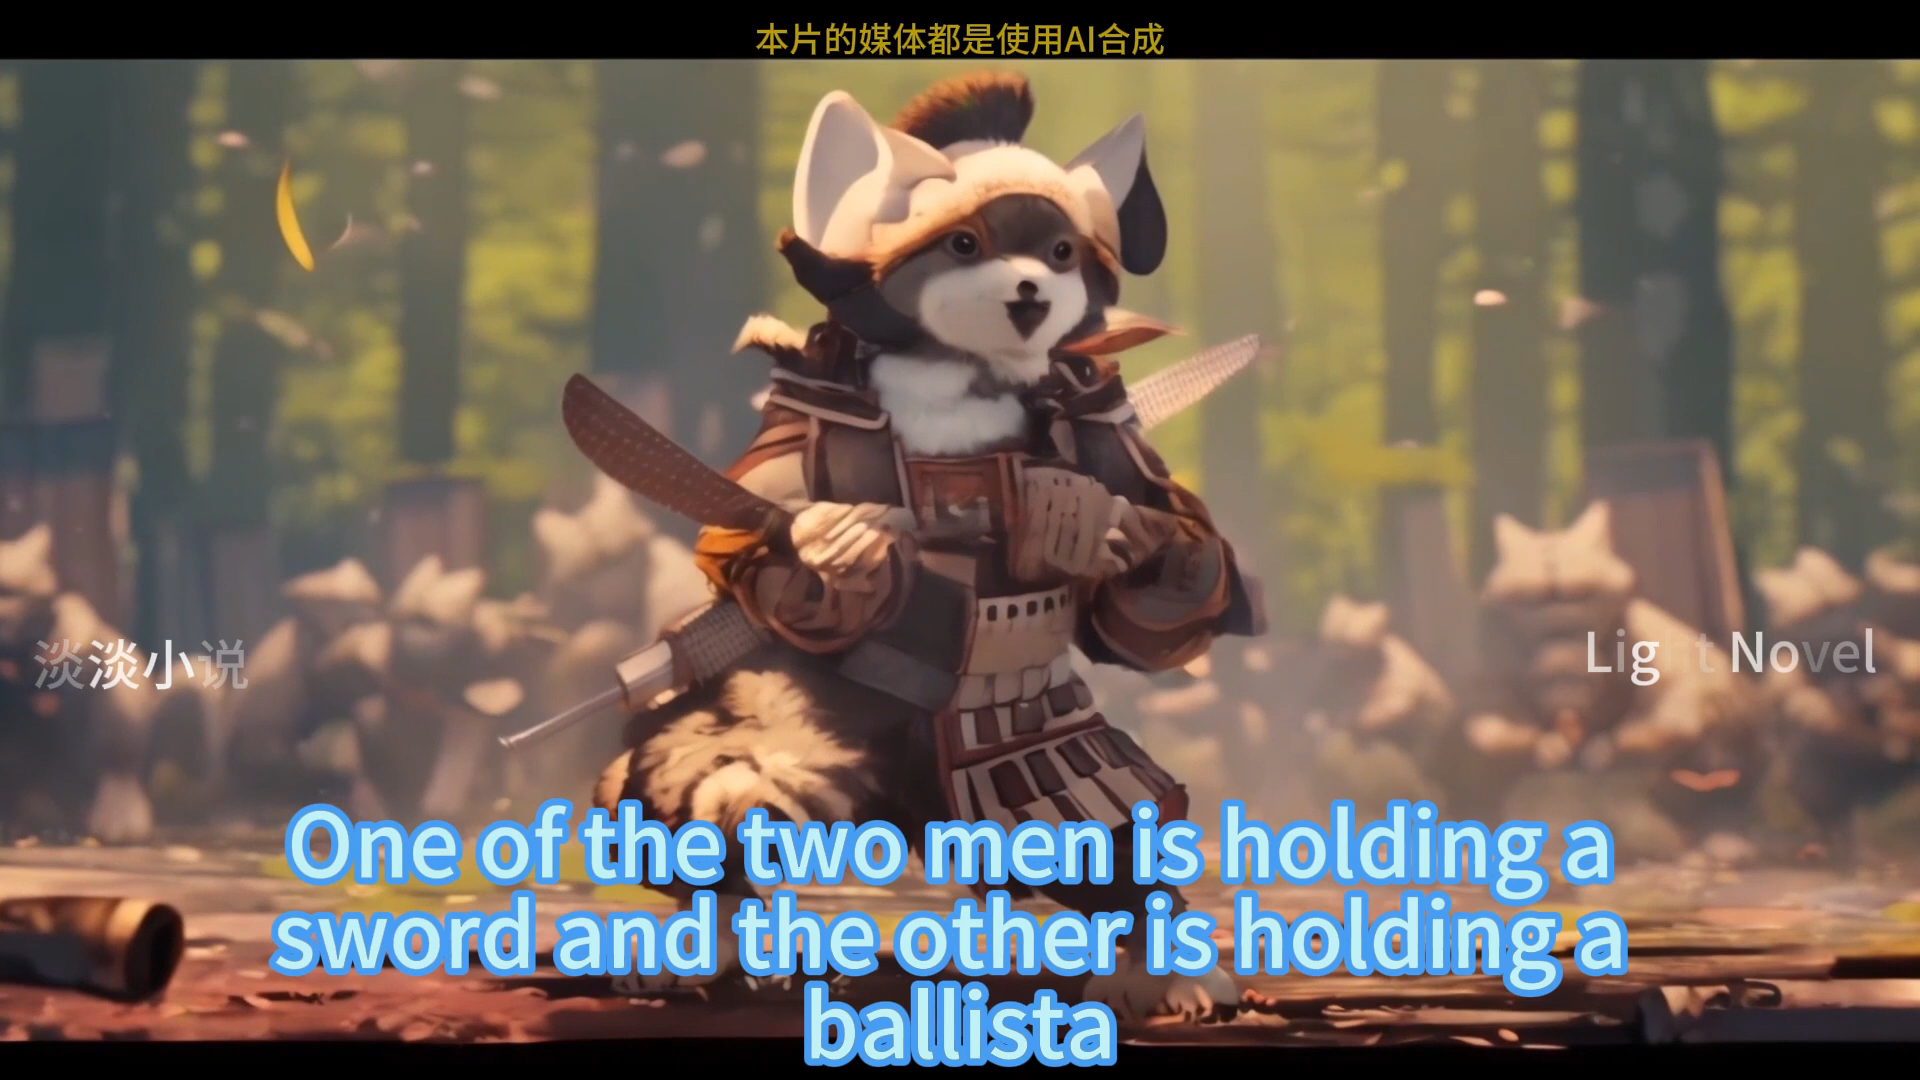 本片的媒体都是使用AI合成
淡淡小说
Light Novel
One of the two men is holding a
sword and the other is holding a
ballista